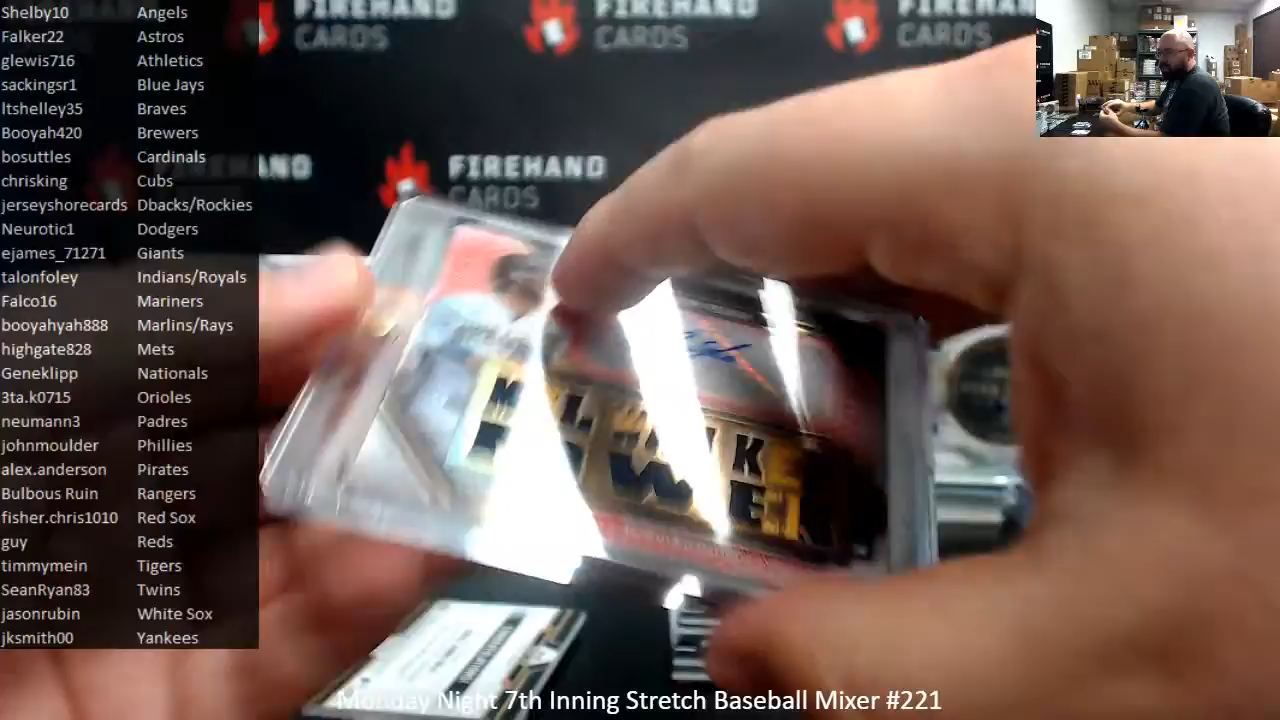 Shelby10 Angels
Falker22 Astros
glewis716 Athletics
sackingsr1 Blue Jays
ltshelley35 Braves
Booyah420 Brewers
bosuttles Cardinals
chrisking Cubs
jerseyshorecards Dbacks/Rockies
Neurotic1 Dodgers
ejames_71271 Giants
talonfoley Indians/Royals
Falco16 Mariners
booyahyah888 Marlins/Rays
highgate828 Mets
Geneklipp Nationals
3ta.k0715 Orioles
neumann3 Padres
johnmoulder Phillies
alex.anderson Pirates
Bulbous Ruin Rangers
fisher.chris1010 Red Sox
guy Reds
timmymein Tigers
SeanRyan83 Twins
jasonrubin White Sox
jksmith00 Yankees
FIREHAND
CARDS
FIREHAND
CARDS
FIREHAND
CARDS
FIREHAND
CARDS
Monday Night 7th Inning Stretch Baseball Mixer #221